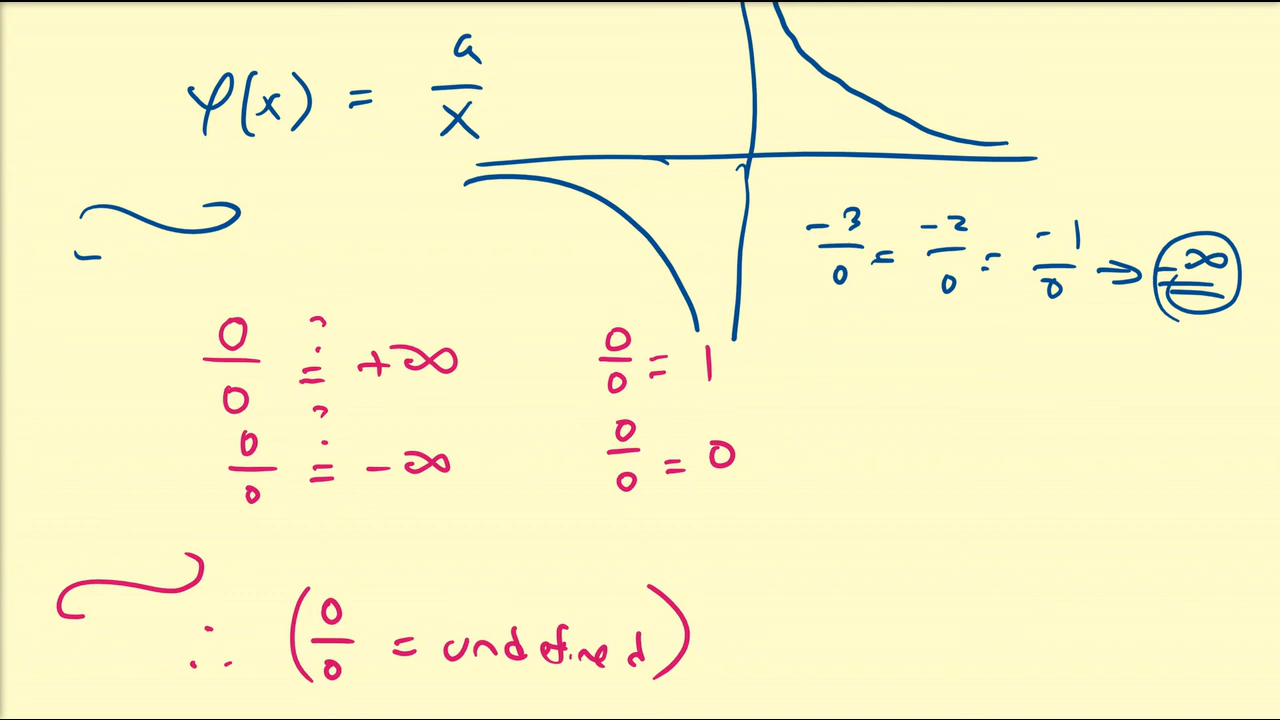 φ(x) = a/x
-3/0 = -2/0 = -1/0 → -∞
0/0 ?= +∞
0/0 = 1
0/0 ?= -∞
0/0 = 0
∴ (0/0 = undefined)